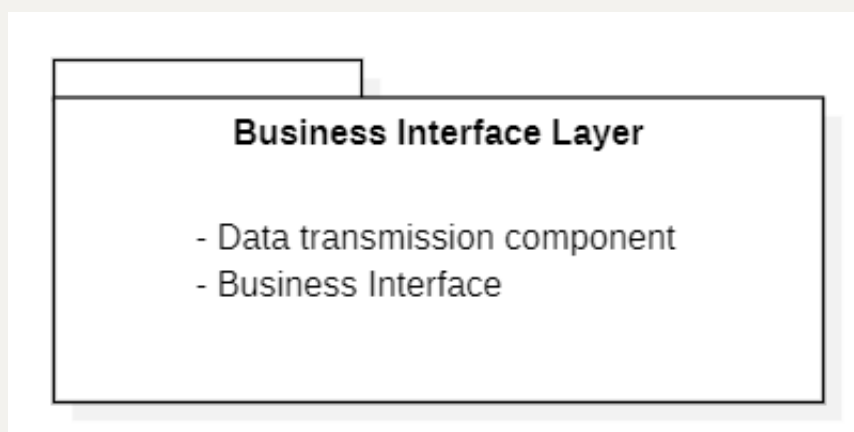 Business Interface Layer
- Data transmission component
- Business Interface